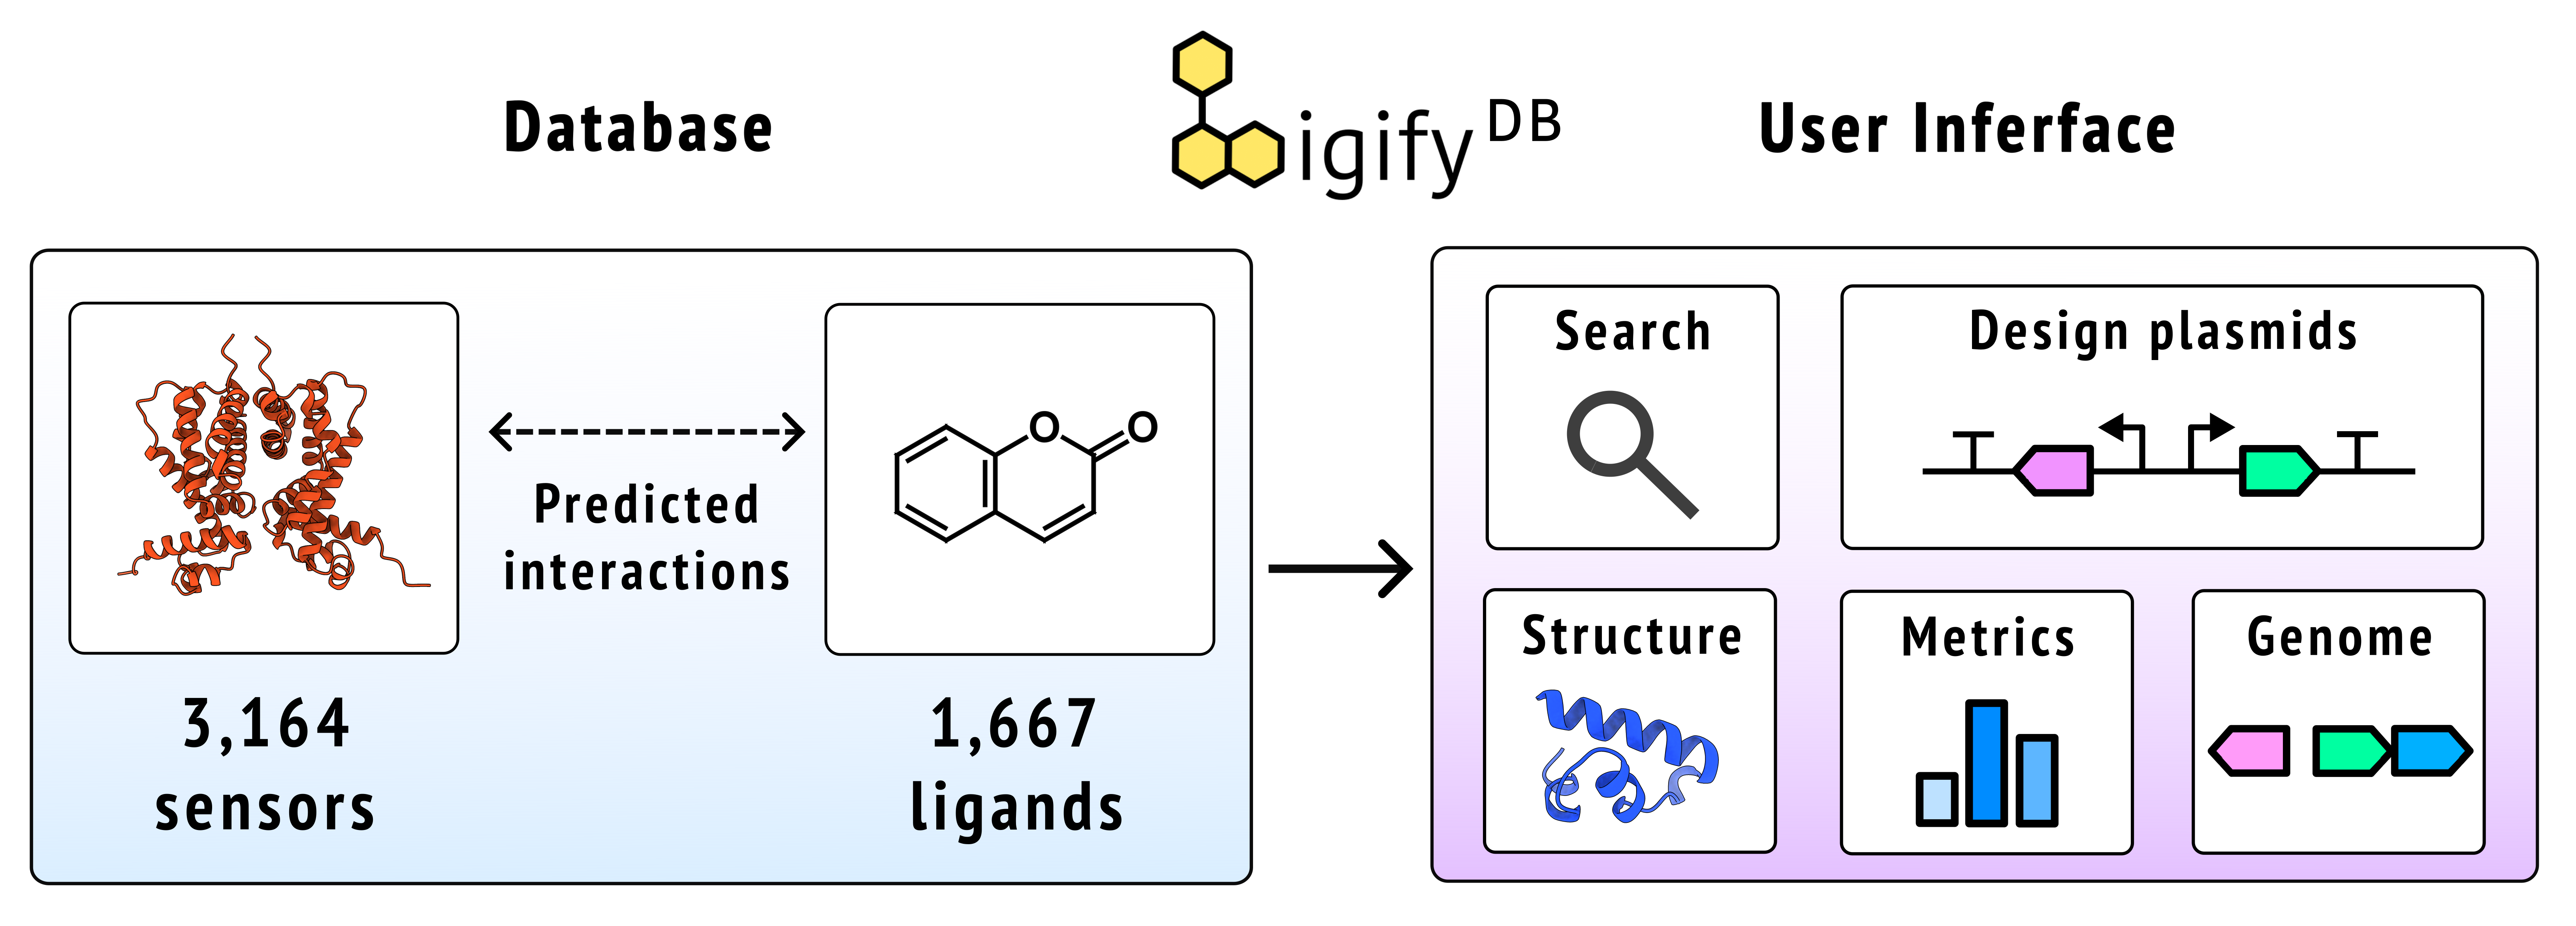 Database
igify DB
User Inferface
Predicted
interactions
O
O
3,164
sensors
1,667
ligands
Search
Design plasmids
Structure
Metrics
Genome